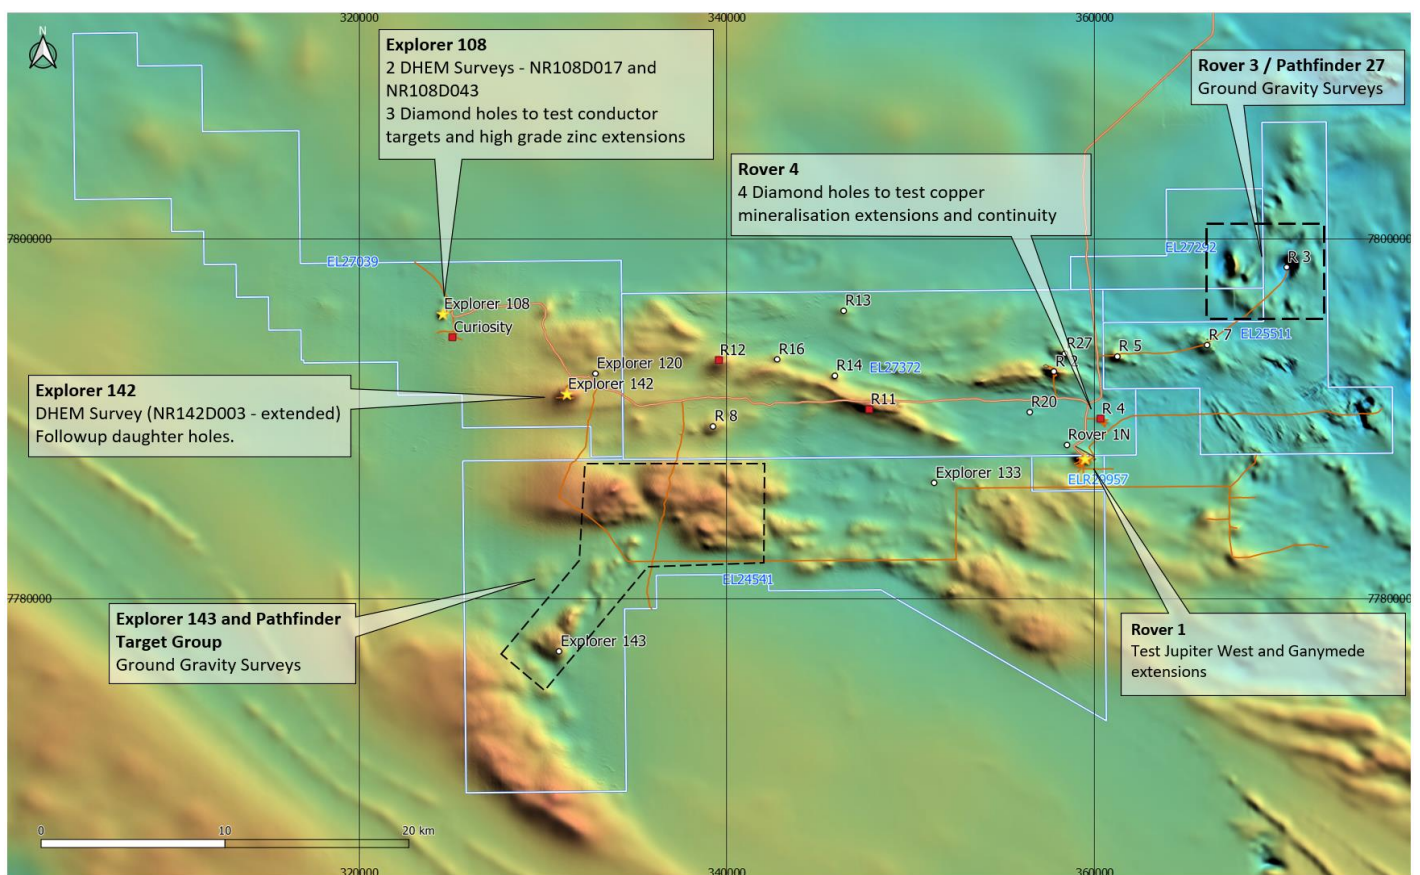 320000
340000
360000
N
Explorer 108
2 DHEM Surveys - NR108D017 and
NR108D043
3 Diamond holes to test conductor
targets and high grade zinc extensions
Rover 3 / Pathfinder 27
Ground Gravity Surveys
Rover 4
4 Diamond holes to test copper
mineralisation extensions and continuity
7800000
7800000
EL27039
EL27292
R 3
Explorer 108
Curiosity
R13
EL25511
R 7
R27
R 5
R12
R16
R14
EL27372
Explorer 120
Explorer 142
Explorer 142
DHEM Survey (NR142D003 - extended)
Followup daughter holes.
R11
R20
R 4
R 8
Rover 1N
Explorer 133
ELR29957
EL24541
7780000
7780000
Explorer 143 and Pathfinder
Target Group
Ground Gravity Surveys
Explorer 143
Rover 1
Test Jupiter West and Ganymede
extensions
0
10
20 km
320000
340000
360000